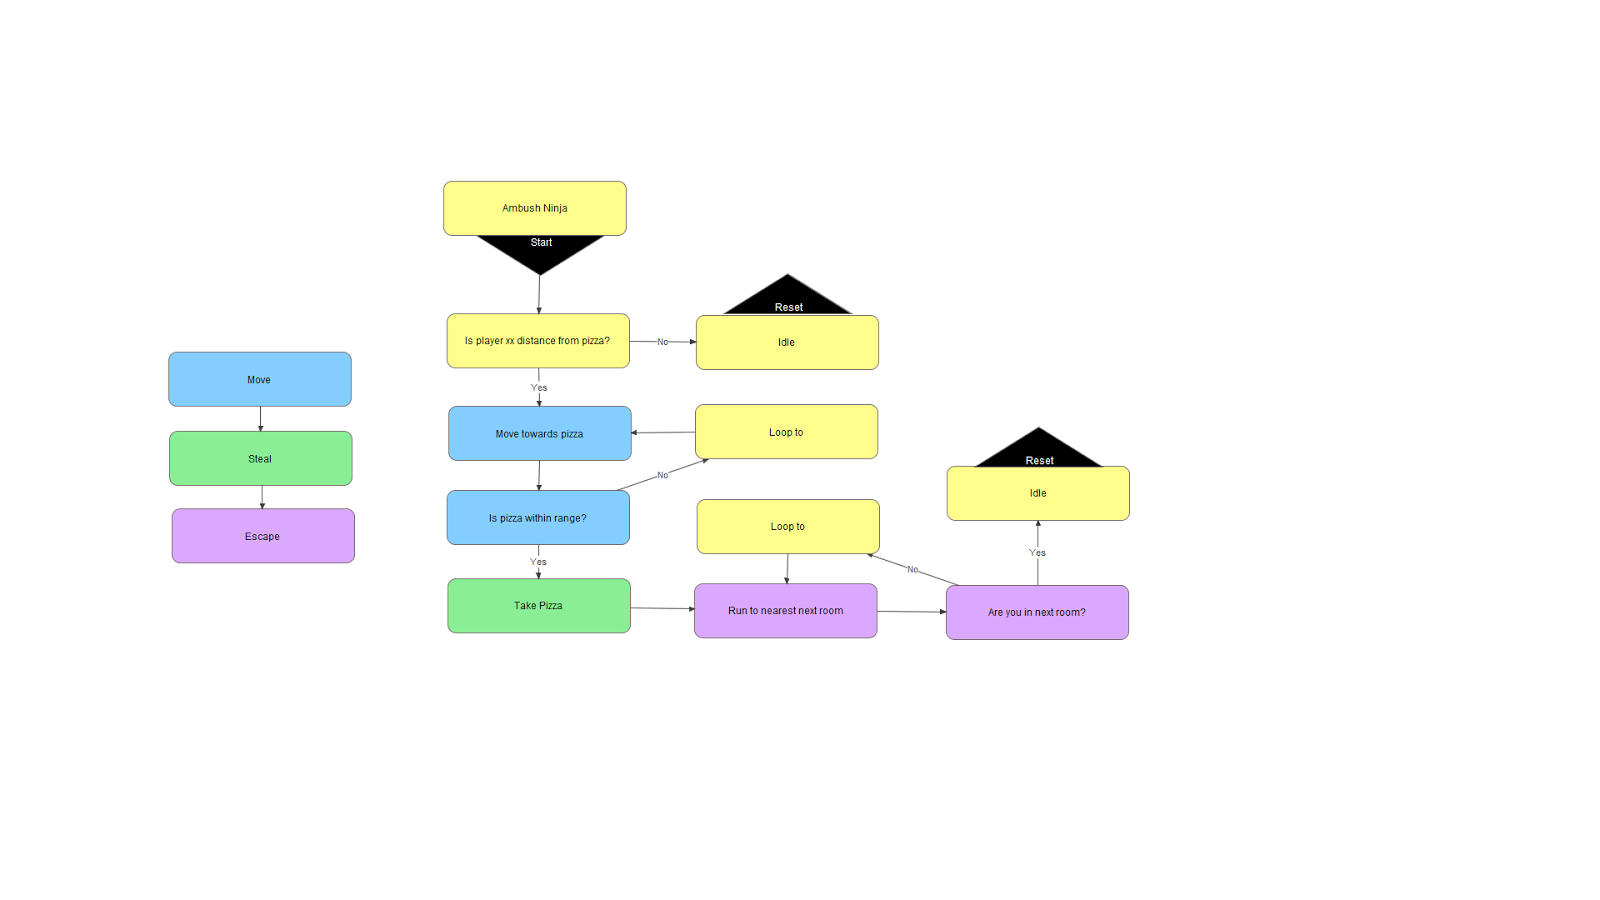 Ambush Ninja
Start
Reset
Is player xx distance from pizza?
No
Idle
Move
Yes
Move towards pizza
Loop to
Steal
No
Reset
Idle
Is pizza within range?
Loop to
Escape
Yes
Yes
No
Take Pizza
Run to nearest next room
Are you in next room?